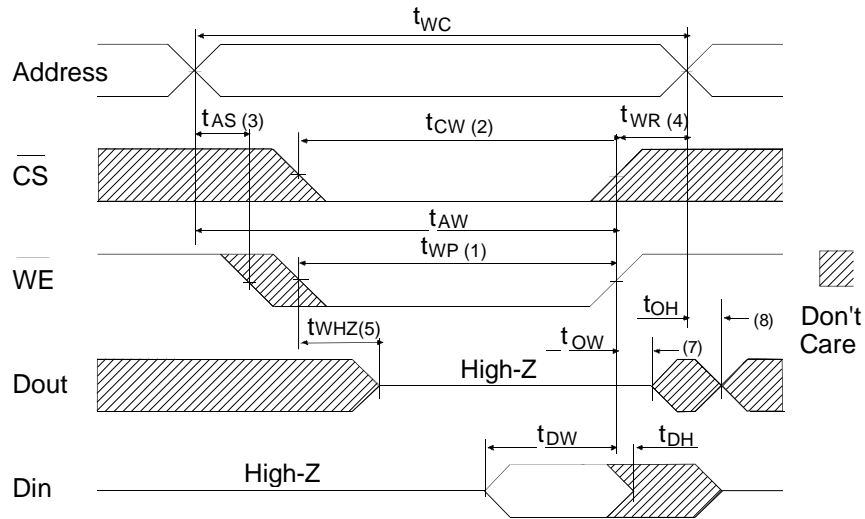 tWC
Address
tAS (3)
tCW (2)
tWR (4)
CS
tAW
tWP (1)
WE
tWHZ(5)
tOH
(8)
Don't
Care
tOW
(7)
Dout
High-Z
tDW
tDH
Din
High-Z